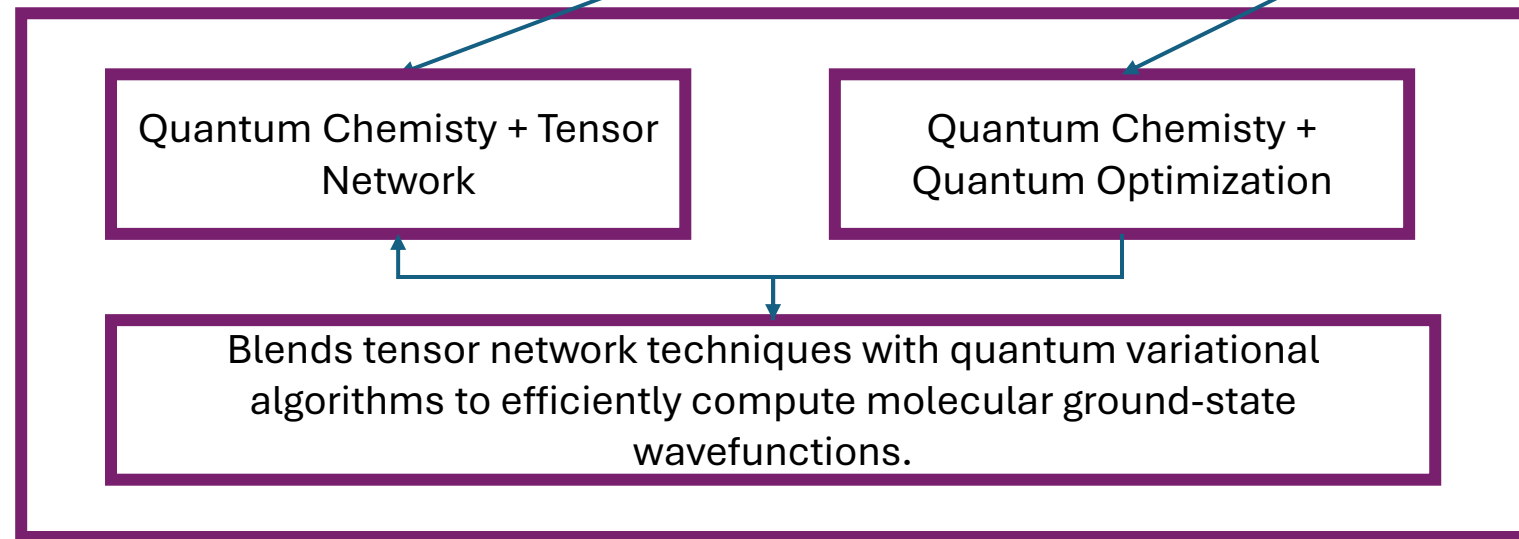 Quantum Chemisty + Tensor
Network
Quantum Chemisty +
Quantum Optimization
Blends tensor network techniques with quantum variational
algorithms to efficiently compute molecular ground-state
wavefunctions.